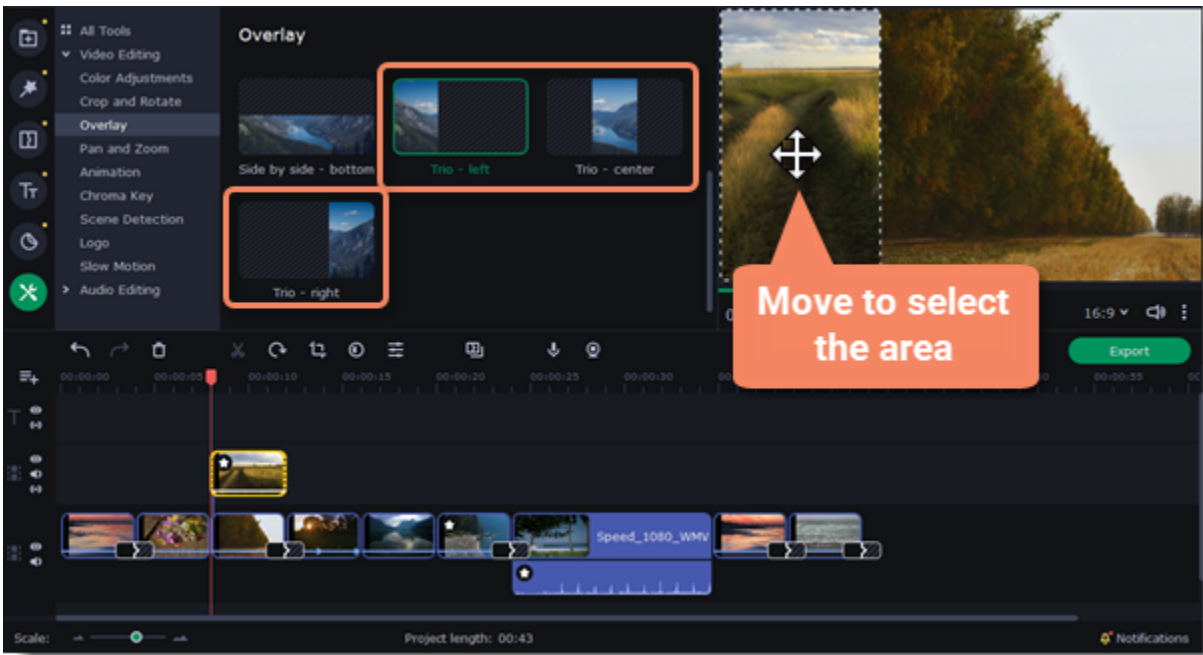 All Tools
Video Editing
Color Adjustments
Crop and Rotate
Overlay
Pan and Zoom
Animation
Chroma Key
Scene Detection
Logo
Slow Motion
Audio Editing
Overlay
Side by side - bottom
Trio - left
Trio - center
Trio - right
Move to select
the area
16:9
Export
00:00:00
00:00:05
00:00:10
00:00:15
00:00:20
00:00:25
00:00:30
00:00:55
Speed_1080_WMV
Scale:
Project length: 00:43
Notifications